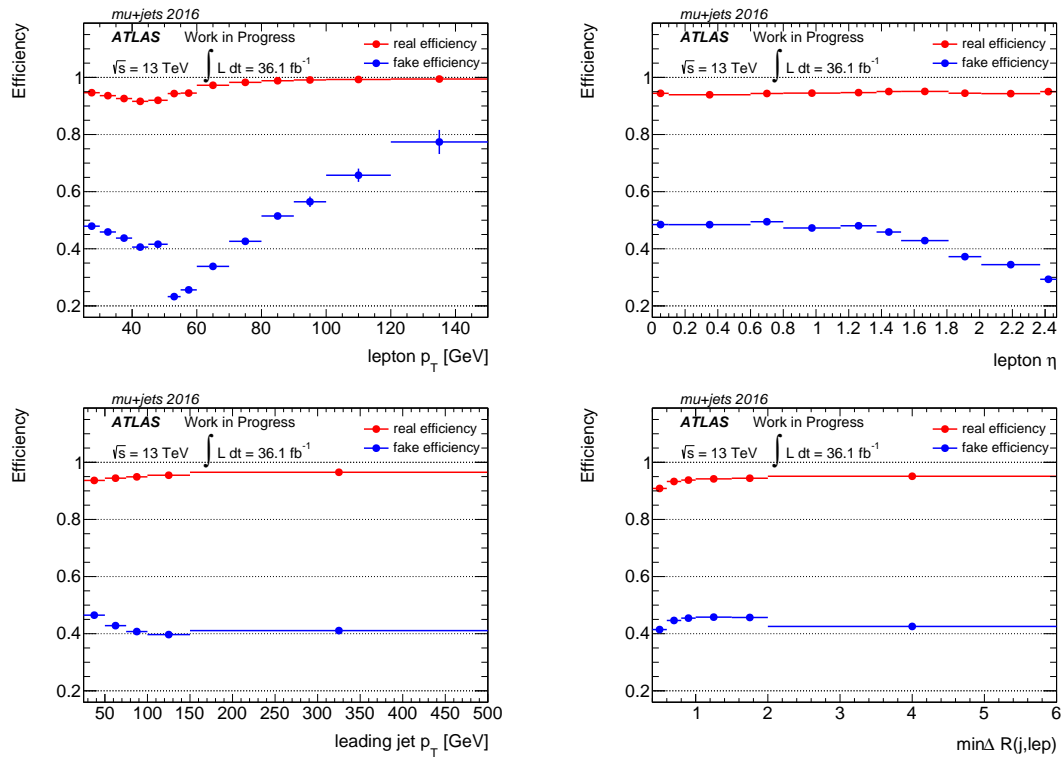 mu+jets 2016
ATLAS Work in Progress
√s = 13 TeV ∫ L dt = 36.1 fb⁻¹
real efficiency
fake efficiency
Efficiency
1
0.8
0.6
0.4
0.2
40 60 80 100 120 140
lepton p_T [GeV]
mu+jets 2016
ATLAS Work in Progress
√s = 13 TeV ∫ L dt = 36.1 fb⁻¹
real efficiency
fake efficiency
Efficiency
1
0.8
0.6
0.4
0.2
0 0.2 0.4 0.6 0.8 1 1.2 1.4 1.6 1.8 2 2.2 2.4
lepton η
mu+jets 2016
ATLAS Work in Progress
√s = 13 TeV ∫ L dt = 36.1 fb⁻¹
real efficiency
fake efficiency
Efficiency
1
0.8
0.6
0.4
0.2
50 100 150 200 250 300 350 400 450 500
leading jet p_T [GeV]
mu+jets 2016
ATLAS Work in Progress
√s = 13 TeV ∫ L dt = 36.1 fb⁻¹
real efficiency
fake efficiency
Efficiency
1
0.8
0.6
0.4
0.2
1 2 3 4 5 6
minΔ R(j,lep)